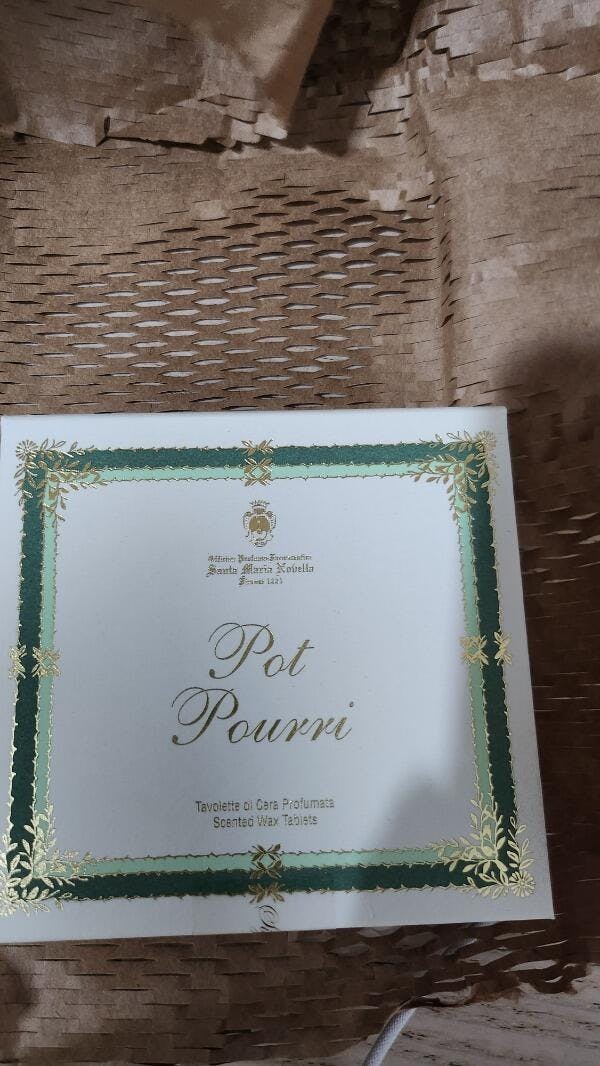 Officina Profumo-Farmaceutica
Santa Maria Novella
Firenze 1221
Pot
Pourri
Tavolette di Cera Profumata
Scented Wax Tablets